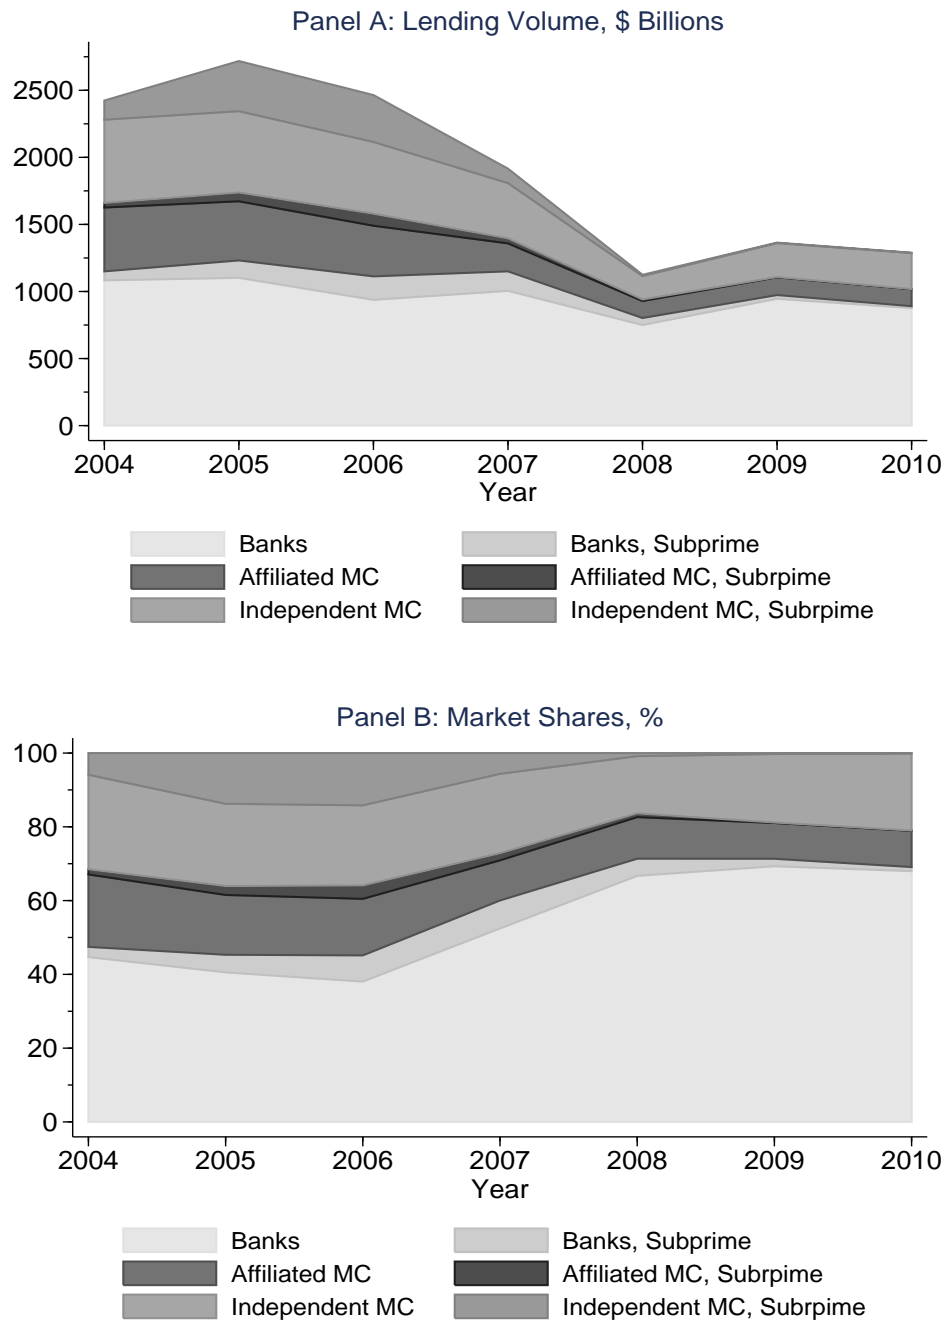 Panel A: Lending Volume, $ Billions
2500
2000
1500
1000
500
0
2004 2005 2006 2007 2008 2009 2010
Year
Banks Banks, Subprime
Affiliated MC Affiliated MC, Subrpime
Independent MC Independent MC, Subrpime
Panel B: Market Shares, %
100
80
60
40
20
0
2004 2005 2006 2007 2008 2009 2010
Year
Banks Banks, Subprime
Affiliated MC Affiliated MC, Subrpime
Independent MC Independent MC, Subrpime